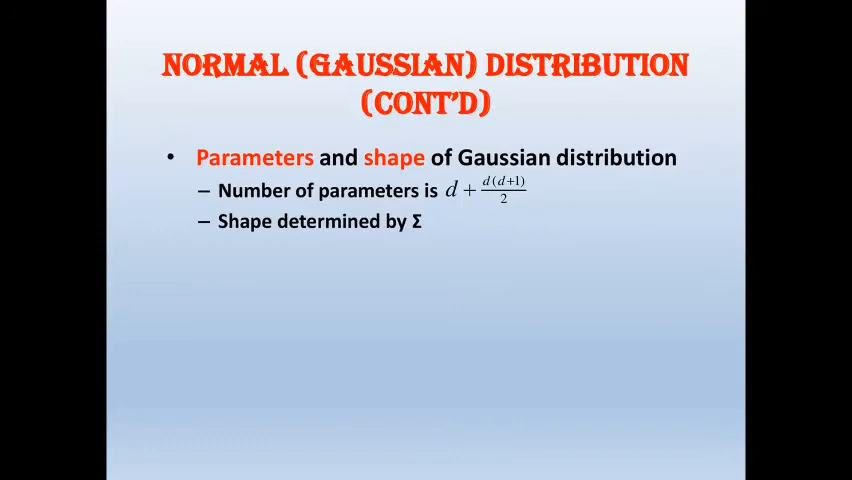 NORMAL (GAUSSIAN) DISTRIBUTION
(CONT'D)
• Parameters and shape of Gaussian distribution
– Number of parameters is d + d(d+1)/2
– Shape determined by Σ